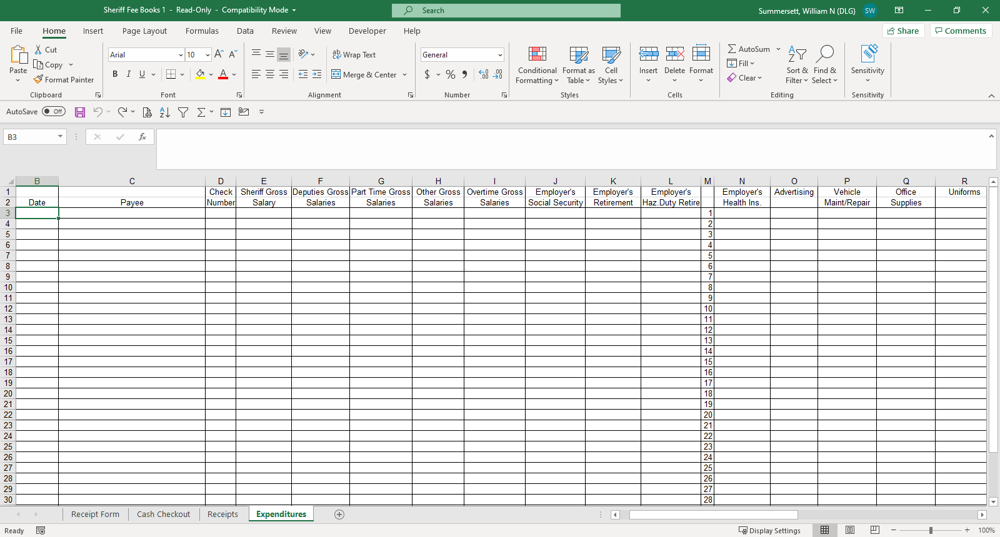 Sheriff Fee Books 1 - Read-Only - Compatibility Mode
Search
Summersett, William N (DLG)
SW
File Home Insert Page Layout Formulas Data Review View Developer Help
Share Comments
Paste
Cut
Copy
Format Painter
Clipboard
Arial 10
B I U
A
Font
ab Wrap Text
Merge & Center
Alignment
General
$ % 9
Number
Conditional Formatting
Format as Table
Cell Styles
Styles
Insert Delete Format
Cells
AutoSum
Fill
Clear
Sort & Filter
Find & Select
Editing
Sensitivity
Sensitivity
AutoSave Off
B3
fx
B C D E F G H I J K L M N O P Q R
1 Check Sheriff Gross Deputies Gross Part Time Gross Other Gross Overtime Gross Employer's Employer's Employer's Employer's Advertising Vehicle Office Uniforms
2 Date Payee Number Salary Salaries Salaries Salaries Salaries Social Security Retirement Haz.Duty Retire Health Ins. Maint/Repair Supplies
3 1
4 2
5 3
6 4
7 5
8 6
9 7
10 8
11 9
12 10
13 11
14 12
15 13
16 14
17 15
18 16
19 17
20 18
21 19
22 20
23 21
24 22
25 23
26 24
27 25
28 26
29 27
30 28
Receipt Form Cash Checkout Receipts Expenditures
Ready
Display Settings
100%